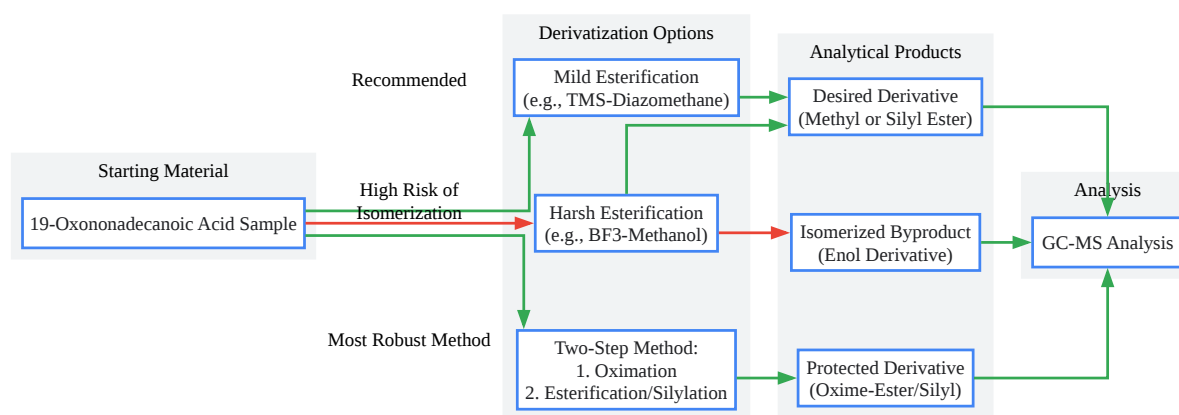 Derivatization Options
Analytical Products
Recommended
Mild Esterification
(e.g., TMS-Diazomethane)
Desired Derivative
(Methyl or Silyl Ester)
Starting Material
19-Oxononadecanoic Acid Sample
High Risk of
Isomerization
Harsh Esterification
(e.g., BF3-Methanol)
Isomerized Byproduct
(Enol Derivative)
Analysis
GC-MS Analysis
Most Robust Method
Two-Step Method:
1. Oximation
2. Esterification/Silylation
Protected Derivative
(Oxime-Ester/Silyl)